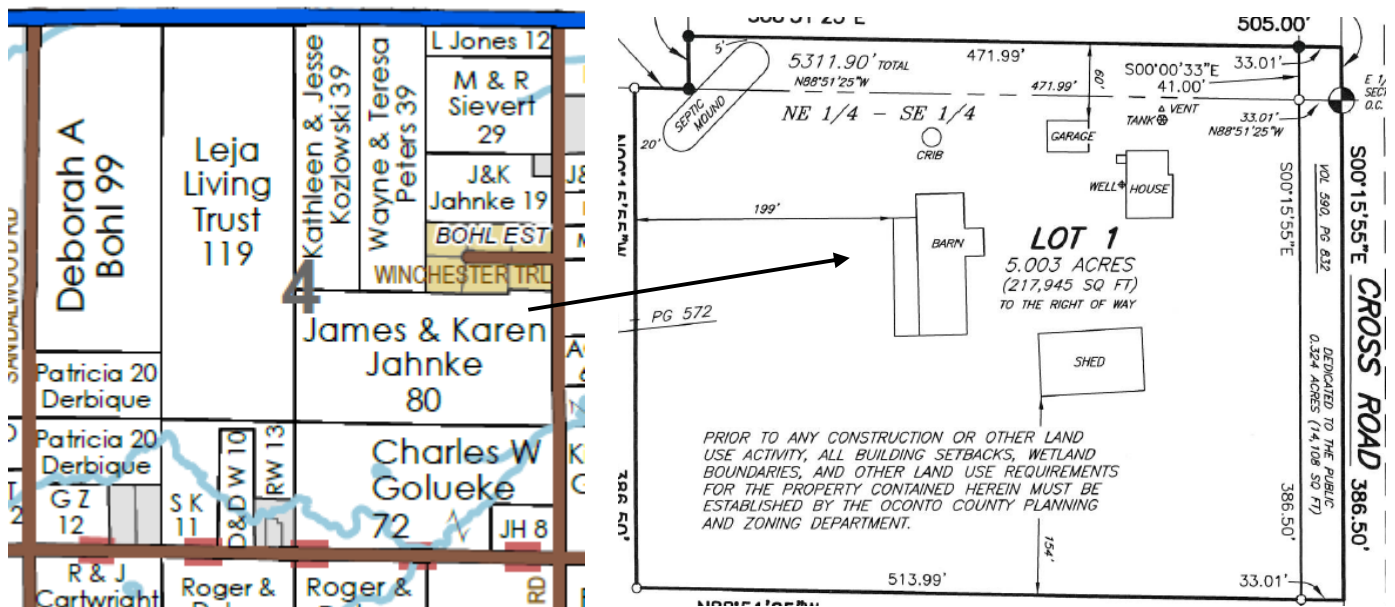 L Jones 12
M & R
Sievert
29
Kathleen & Jesse
Kozlowski 39
Wayne & Teresa
Peters 39
Deborah A
Bohl 99
Leja
Living
Trust
119
J&K
Jahnke 19
BOHL EST
WINCHESTER TRL
4
SANDALWOOD RD
James & Karen
Jahnke
80
Patricia 20
Derbique
Patricia 20
Derbique
G Z
12
S K
11
D&D W 10
RW 13
Charles W
Golueke
72
JH 8
R & J
Cartwright
Roger &
Roger &
RD
505.00'
5'
5311.90' TOTAL
N88°51'25"W
471.99'
S00°00'33"E
41.00'
33.01'
471.99'
60'
SEPTIC
MOUND
NE 1/4 - SE 1/4
VENT
TANK
33.01'
N88°51'25"W
20'
CRIB
GARAGE
WELL
HOUSE
199'
BARN
LOT 1
5.003 ACRES
(217,945 SQ FT)
TO THE RIGHT OF WAY
PG 572
SHED
S00°15'55"E
VOL 590, PG 832
S00°15'55"E CROSS ROAD 386.50'
DEDICATED TO THE PUBLIC
0.324 ACRES (14,108 SQ FT)
386.50'
PRIOR TO ANY CONSTRUCTION OR OTHER LAND
USE ACTIVITY, ALL BUILDING SETBACKS, WETLAND
BOUNDARIES, AND OTHER LAND USE REQUIREMENTS
FOR THE PROPERTY CONTAINED HEREIN MUST BE
ESTABLISHED BY THE OCONTO COUNTY PLANNING
AND ZONING DEPARTMENT.
154'
513.99'
33.01'